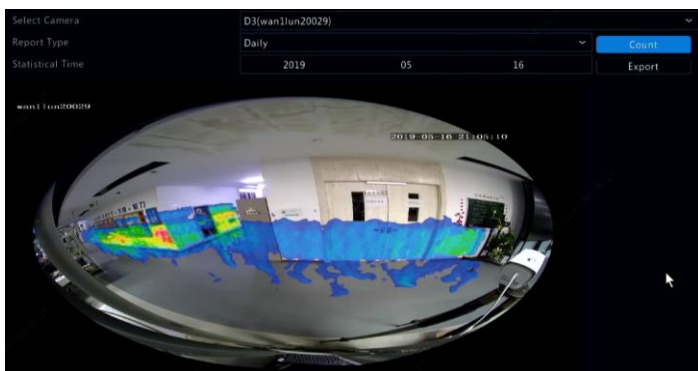 Select Camera D3(wan1lun20029)
Report Type Daily Count
Statistical Time 2019 05 16 Export
wan1lun20029
2019-05-16 21:05:10